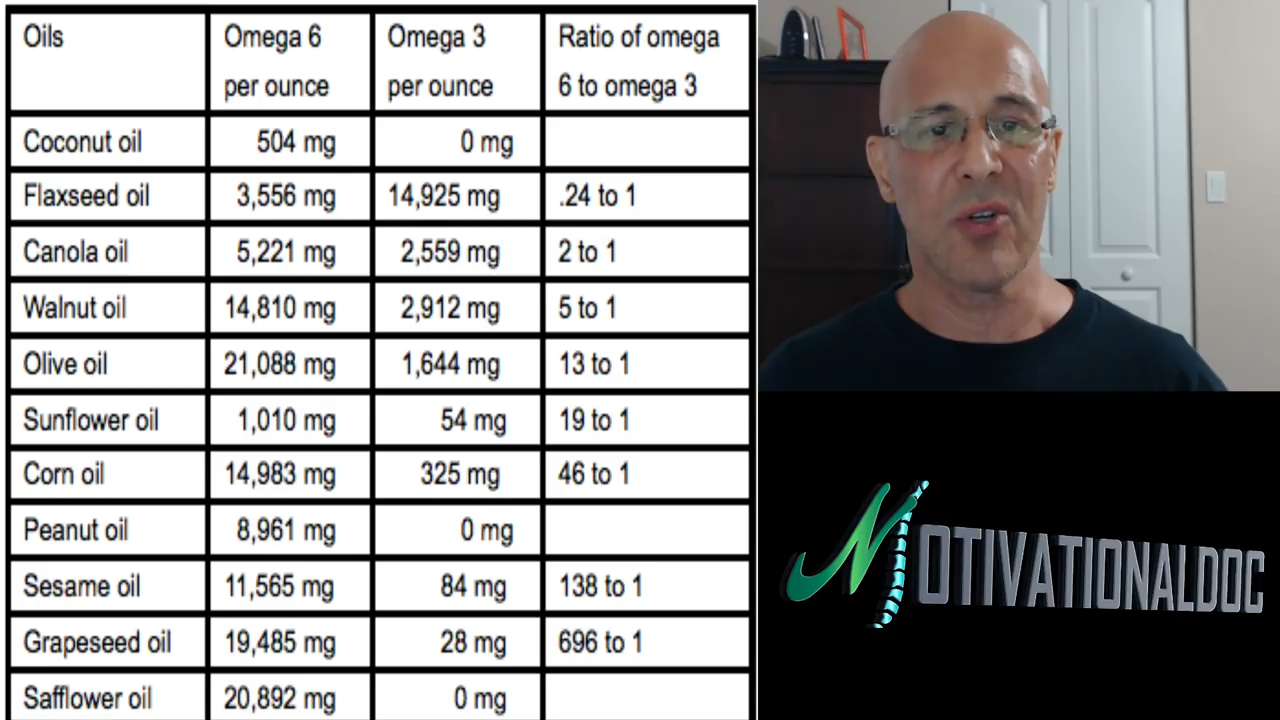 Oils Omega 6 per ounce Omega 3 per ounce Ratio of omega 6 to omega 3
Coconut oil 504 mg 0 mg
Flaxseed oil 3,556 mg 14,925 mg .24 to 1
Canola oil 5,221 mg 2,559 mg 2 to 1
Walnut oil 14,810 mg 2,912 mg 5 to 1
Olive oil 21,088 mg 1,644 mg 13 to 1
Sunflower oil 1,010 mg 54 mg 19 to 1
Corn oil 14,983 mg 325 mg 46 to 1
Peanut oil 8,961 mg 0 mg
Sesame oil 11,565 mg 84 mg 138 to 1
Grapeseed oil 19,485 mg 28 mg 696 to 1
Safflower oil 20,892 mg 0 mg
MOTIVATIONALDOC